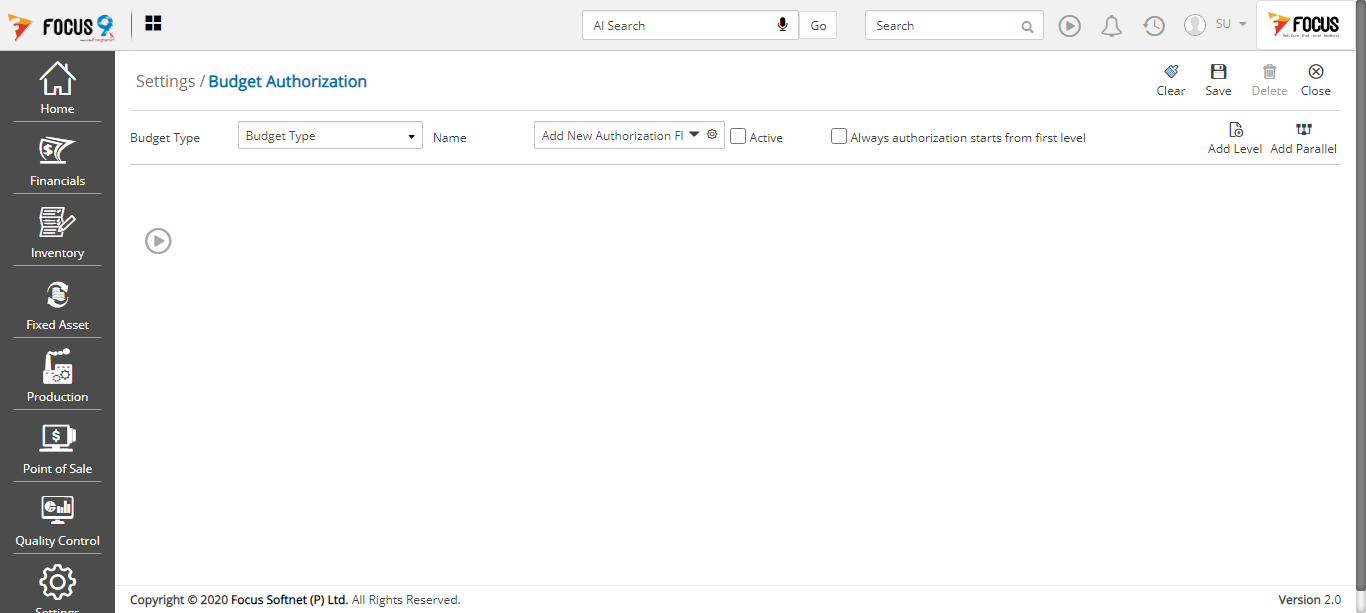 FOCUS 9
AI Search
Go
Search
SU
FOCUS
Home
Financials
Inventory
Fixed Asset
Production
Point of Sale
Quality Control
Settings
Settings / Budget Authorization
Clear
Save
Delete
Close
Budget Type
Budget Type
Name
Add New Authorization Fl
Active
Always authorization starts from first level
Add Level
Add Parallel
Copyright © 2020 Focus Softnet (P) Ltd. All Rights Reserved.
Version 2.0